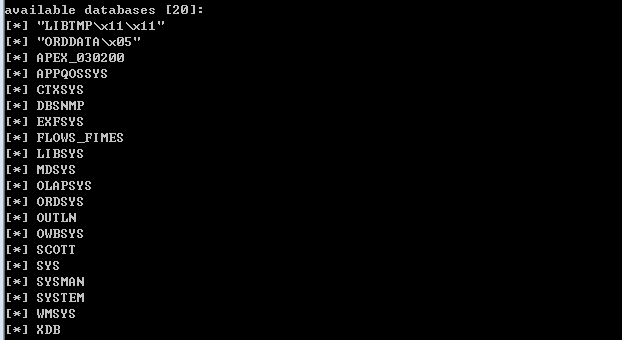 available databases [20]:
[*] "LIBTMP\x11\x11"
[*] "ORDDATA\x05"
[*] APEX_030200
[*] APPQOSSYS
[*] CTXSYS
[*] DBSNMP
[*] EXFSYS
[*] FLOWS_FIMES
[*] LIBSYS
[*] MDSYS
[*] OLAPSYS
[*] ORDSYS
[*] OUTLN
[*] OWBSYS
[*] SCOTT
[*] SYS
[*] SYSMAN
[*] SYSTEM
[*] WMSYS
[*] XDB